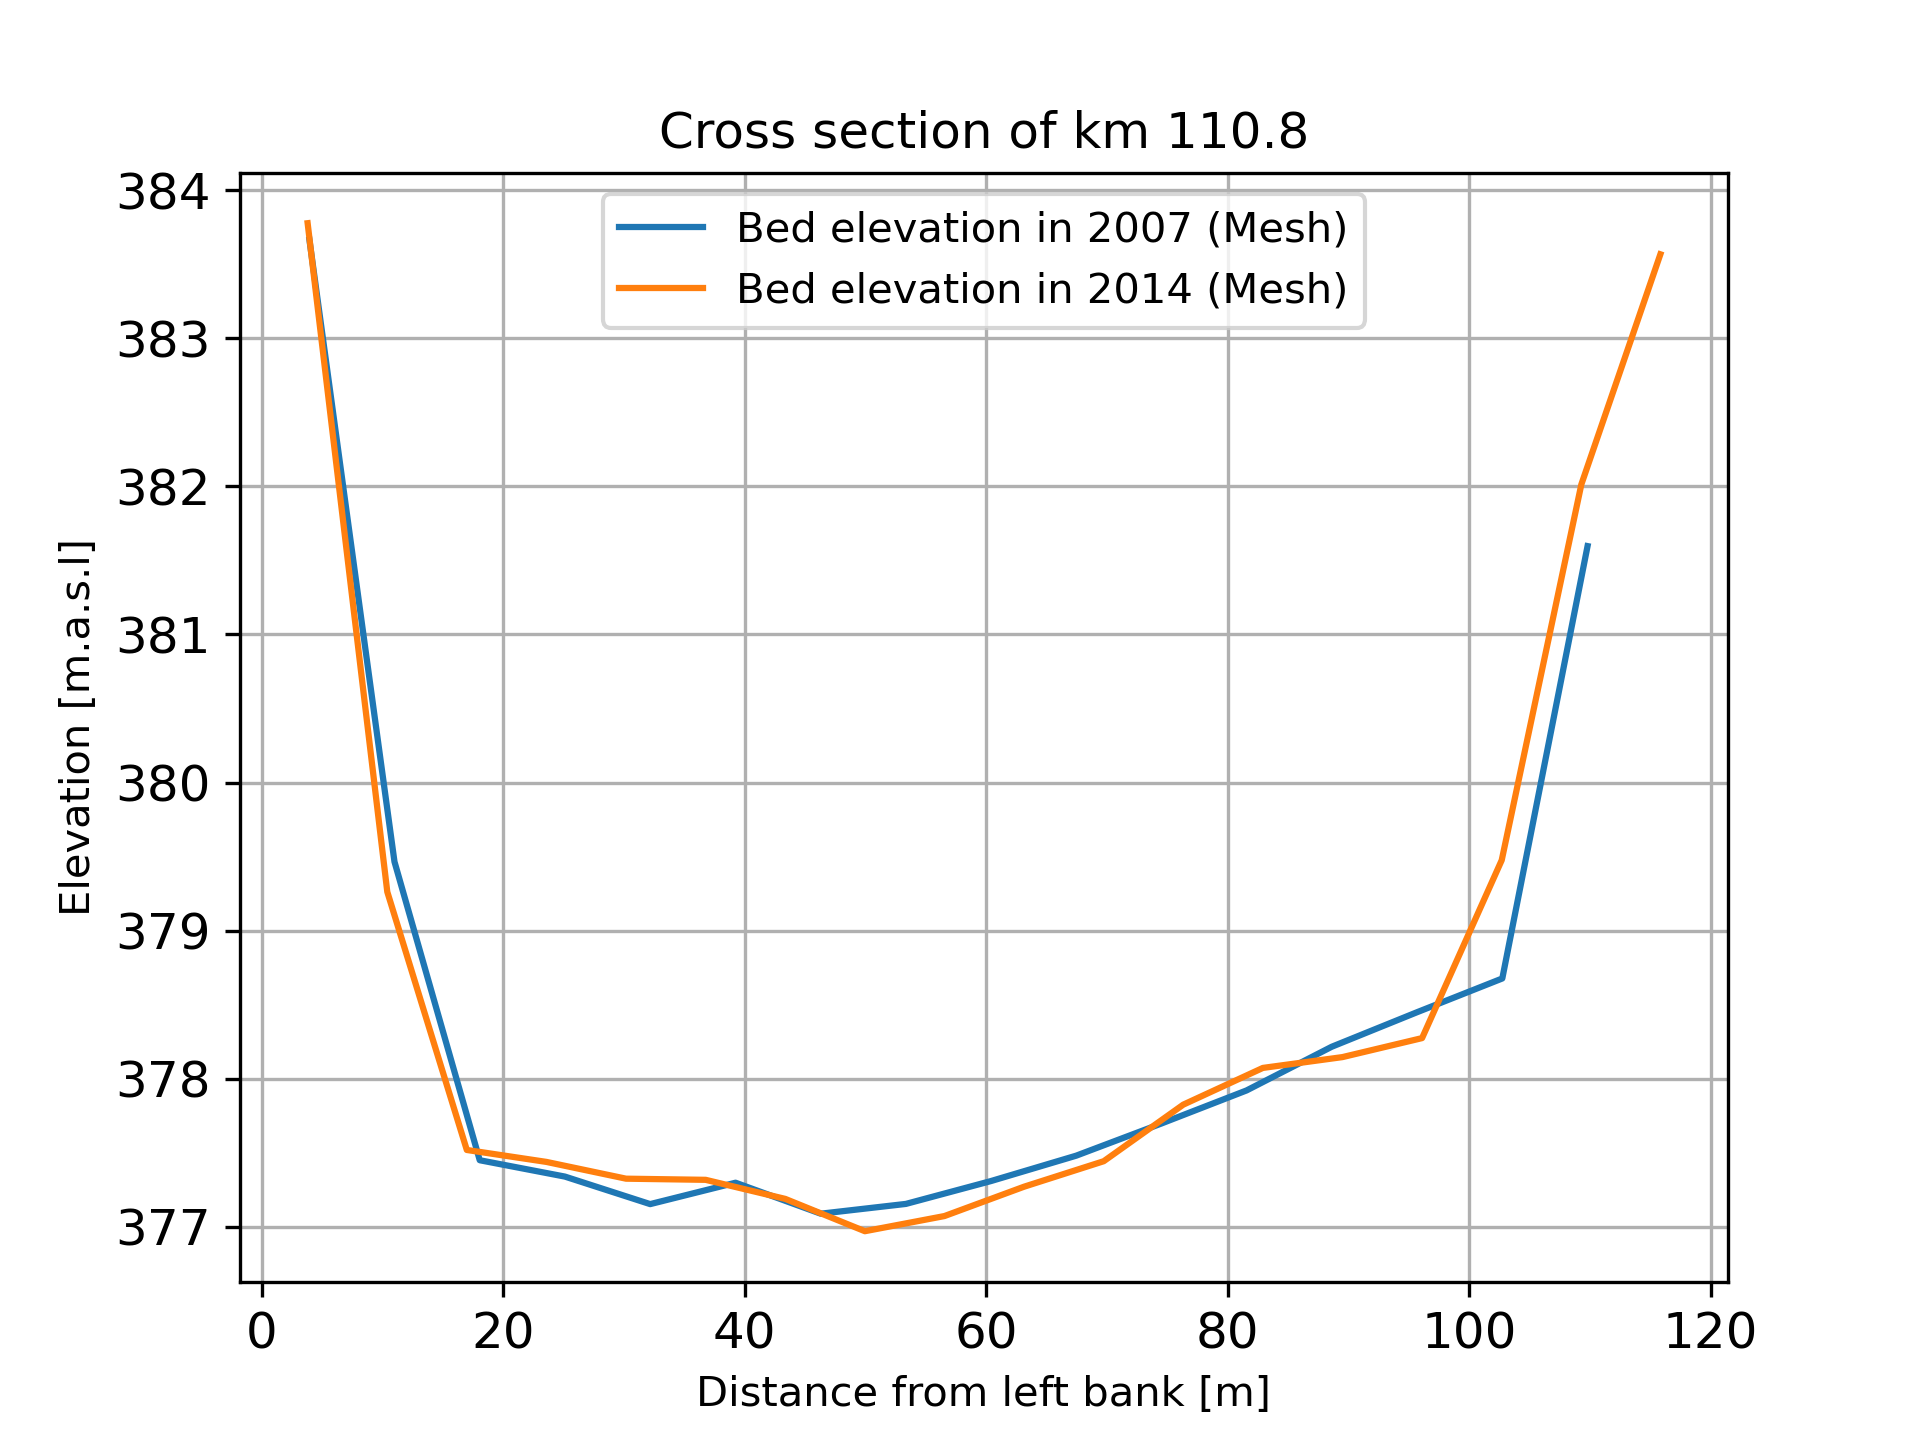 Cross section of km 110.8
Bed elevation in 2007 (Mesh)
Bed elevation in 2014 (Mesh)
Elevation [m.a.s.l]
384
383
382
381
380
379
378
377
0 20 40 60 80 100 120
Distance from left bank [m]